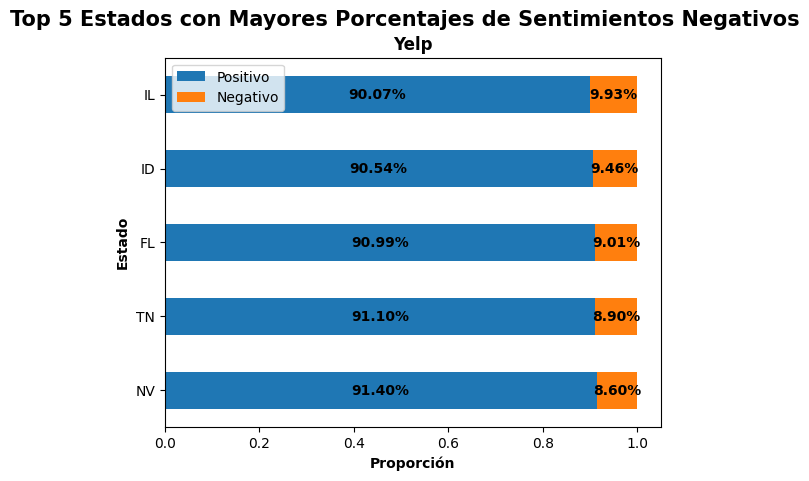 Top 5 Estados con Mayores Porcentajes de Sentimientos Negativos
Yelp
Positivo
Negativo
IL 90.07% 9.93%
ID 90.54% 9.46%
FL 90.99% 9.01%
TN 91.10% 8.90%
NV 91.40% 8.60%
Estado
0.0 0.2 0.4 0.6 0.8 1.0
Proporción